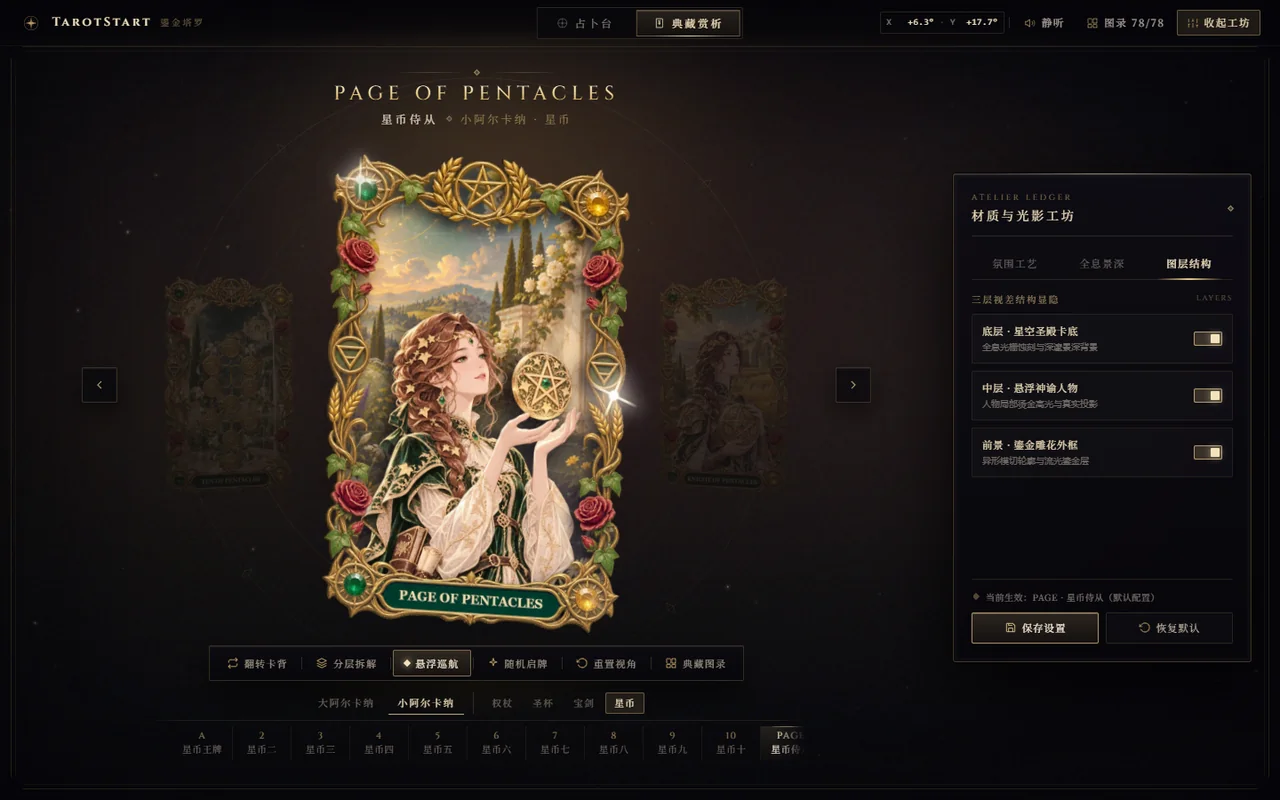 TAROTSTART 鎏金塔罗
占卜台
典藏赏析
X +6.3° · Y +17.7°
静听
图录 78/78
收起工坊
PAGE OF PENTACLES
星币侍从 小阿尔卡纳 · 星币
PAGE OF PENTACLES
翻转卡背
分层拆解
悬浮巡航
随机启牌
重置视角
典藏图录
大阿尔卡纳
小阿尔卡纳
权杖
圣杯
宝剑
星币
A
星币王牌
2
星币二
3
星币三
4
星币四
5
星币五
6
星币六
7
星币七
8
星币八
9
星币九
10
星币十
PAGE
星币侍
ATELIER LEDGER
材质与光影工坊
氛围工艺
全息景深
图层结构
三层视差结构显隐
LAYERS
底层 · 星空圣殿卡底
全息光栅蚀刻与深邃景深背景
中层 · 悬浮神谕人物
人物局部烫金高光与真实投影
前景 · 鎏金雕花外框
异形模切轮廓与流光鎏金层
当前生效：PAGE · 星币侍从（默认配置）
保存设置
恢复默认